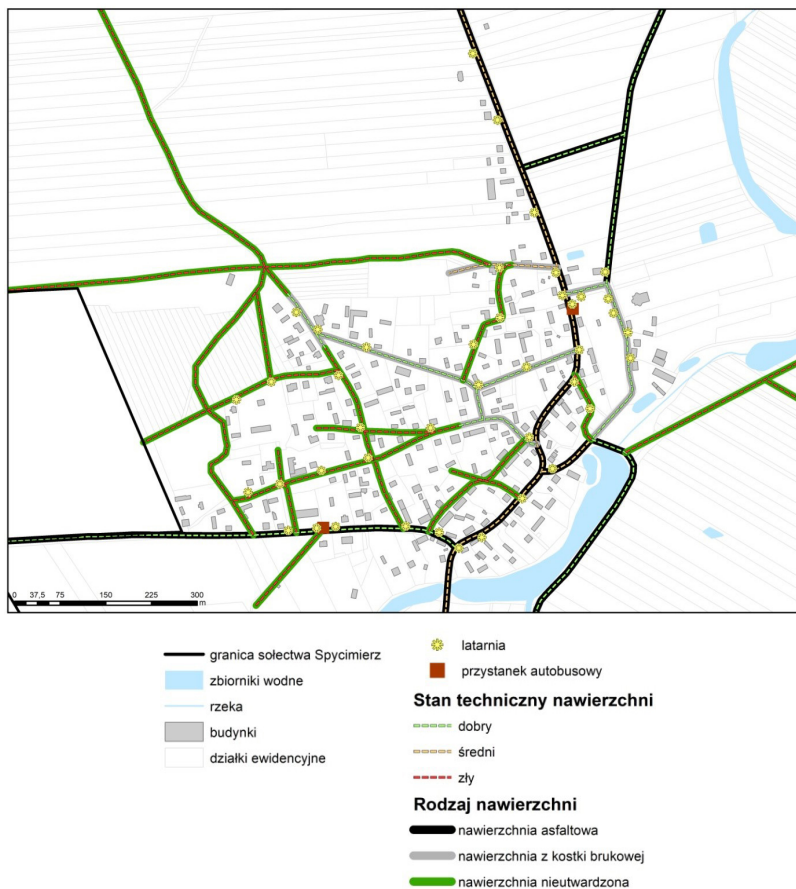 0 37,5 75 150 225 300
m
granica sołectwa Spycimierz
zbiorniki wodne
rzeka
budynki
działki ewidencyjne
latarnia
przystanek autobusowy
Stan techniczny nawierzchni
dobry
średni
zły
Rodzaj nawierzchni
nawierzchnia asfaltowa
nawierzchnia z kostki brukowej
nawierzchnia nieutwardzona